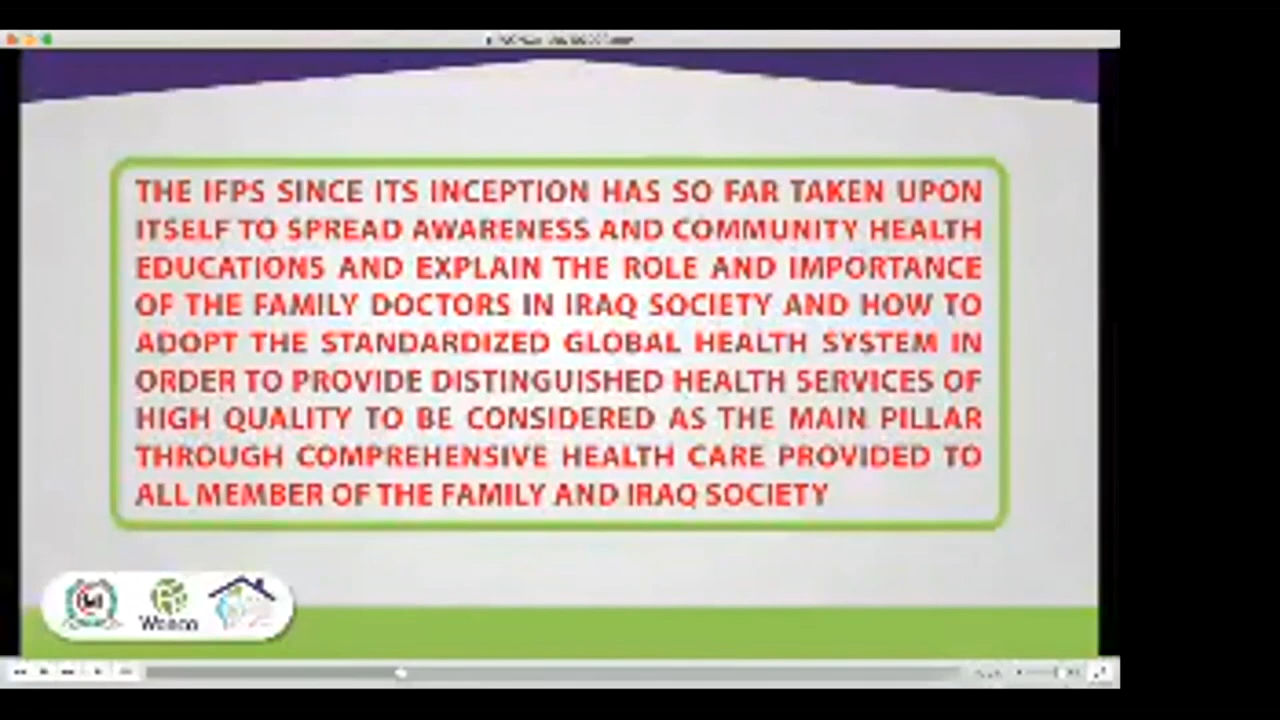 THE IFPS SINCE ITS INCEPTION HAS SO FAR TAKEN UPON
ITSELF TO SPREAD AWARENESS AND COMMUNITY HEALTH
EDUCATIONS AND EXPLAIN THE ROLE AND IMPORTANCE
OF THE FAMILY DOCTORS IN IRAQ SOCIETY AND HOW TO
ADOPT THE STANDARDIZED GLOBAL HEALTH SYSTEM IN
ORDER TO PROVIDE DISTINGUISHED HEALTH SERVICES OF
HIGH QUALITY TO BE CONSIDERED AS THE MAIN PILLAR
THROUGH COMPREHENSIVE HEALTH CARE PROVIDED TO
ALL MEMBER OF THE FAMILY AND IRAQ SOCIETY